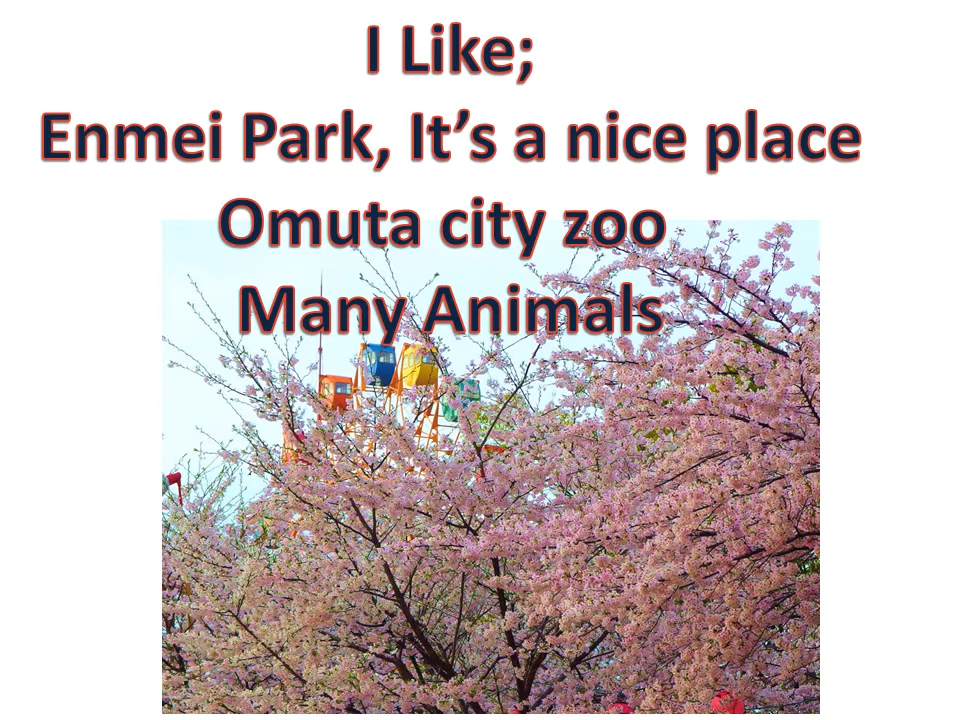 I Like;
Enmei Park, It’s a nice place
Omuta city zoo
Many Animals